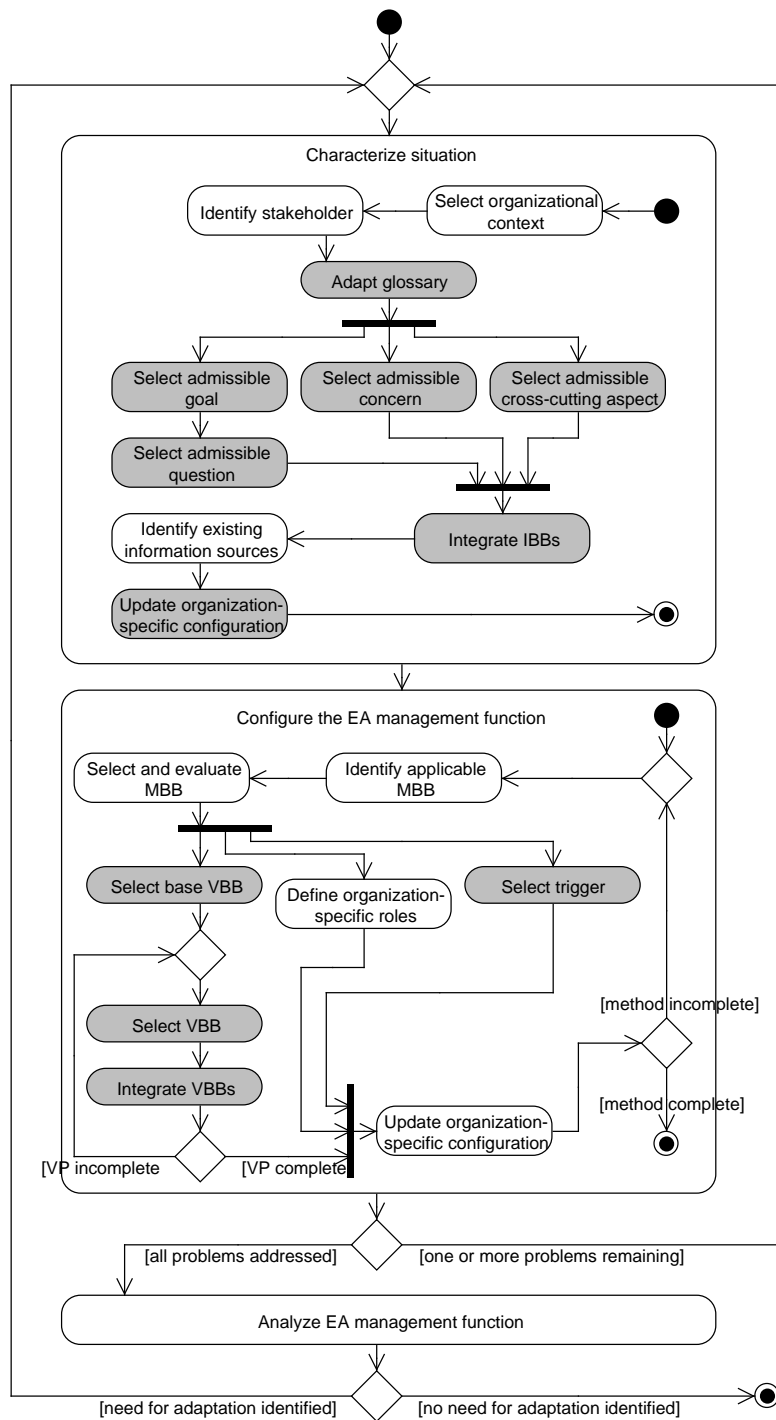 Characterize situation
Identify stakeholder
Select organizational
context
Adapt glossary
Select admissible
goal
Select admissible
concern
Select admissible
cross-cutting aspect
Select admissible
question
Identify existing
information sources
Integrate IBBs
Update organization-
specific configuration
Configure the EA management function
Select and evaluate
MBB
Identify applicable
MBB
Select base VBB
Define organization-
specific roles
Select trigger
[method incomplete]
Select VBB
Integrate VBBs
Update organization-
specific configuration
[method complete]
[VP incomplete
[VP complete
[all problems addressed]
[one or more problems remaining]
Analyze EA management function
[need for adaptation identified]
[no need for adaptation identified]